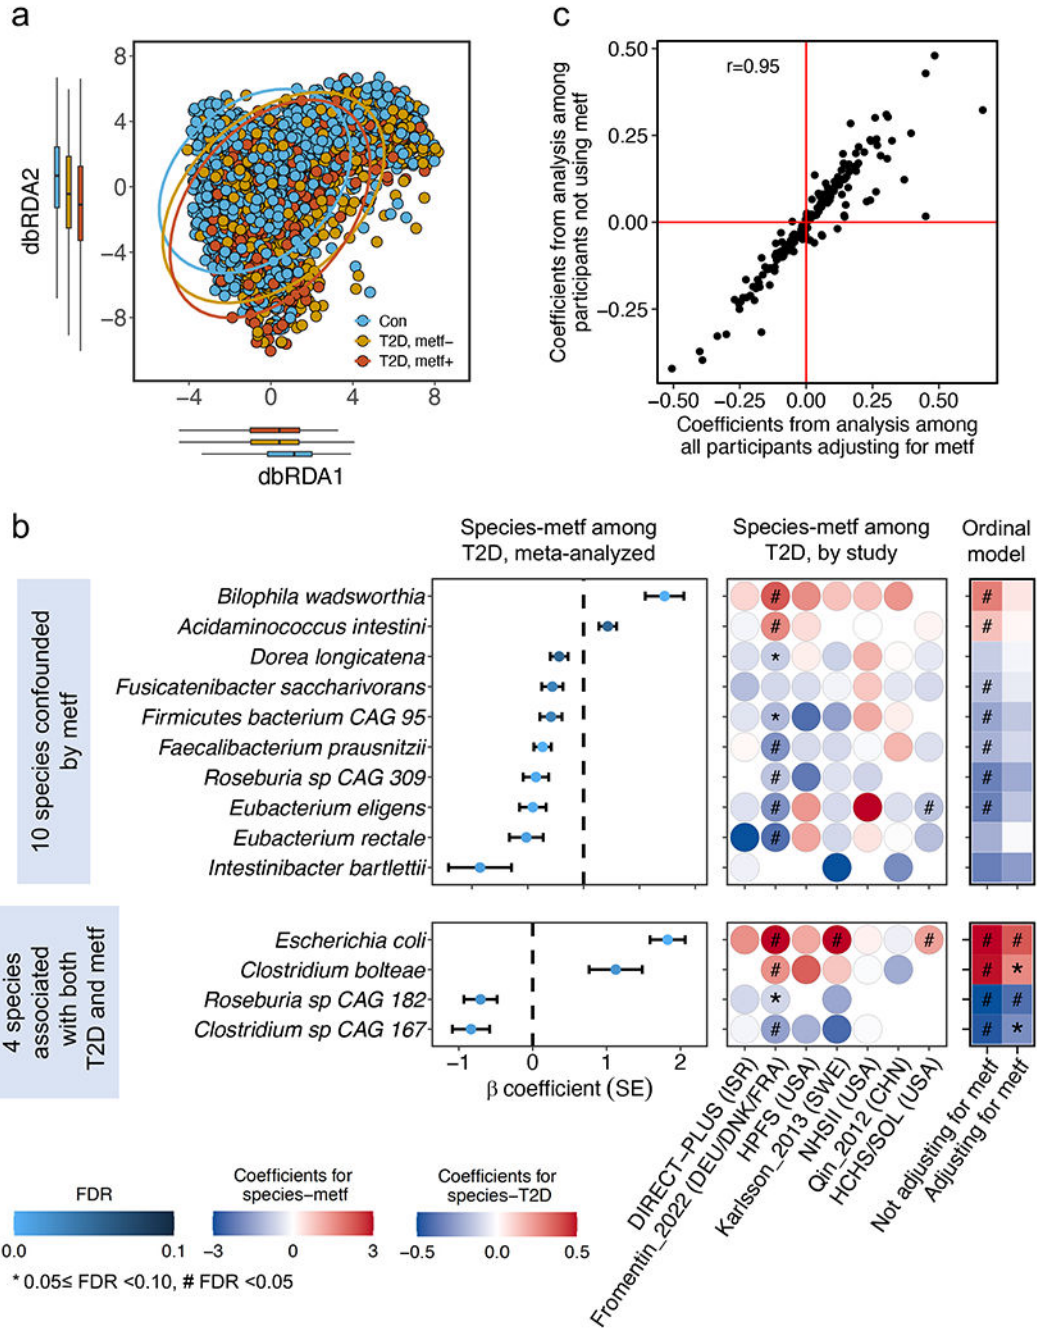 a
8
4
0
−4
−8
dbRDA2
Con
T2D, metf−
T2D, metf+
−4
0
4
8
dbRDA1
c
0.50
0.25
0.00
−0.25
r=0.95
Coefficients from analysis among
participants not using metf
−0.50
−0.25
0.00
0.25
0.50
Coefficients from analysis among
all participants adjusting for metf
b
Species-metf among
T2D, meta-analyzed
Species-metf among
T2D, by study
Ordinal
model
10 species confounded
by metf
Bilophila wadsworthia
# #
Acidaminococcus intestini
# #
Dorea longicatena
*
Fusicatenibacter saccharivorans
#
Firmicutes bacterium CAG 95
* #
Faecalibacterium prausnitzii
# #
Roseburia sp CAG 309
# #
Eubacterium eligens
# # #
Eubacterium rectale
#
Intestinibacter bartlettii
4 species
associated
with both
T2D and metf
Escherichia coli
# # # # #
Clostridium bolteae
# # *
Roseburia sp CAG 182
* # #
Clostridium sp CAG 167
# # *
−1
0
1
2
β coefficient (SE)
DIRECT−PLUS (ISR)
Fromentin_2022 (DEU/DNK/FRA)
HPFS (USA)
Karlsson_2013 (SWE)
NHSII (USA)
Qin_2012 (CHN)
HCHS/SOL (USA)
Not adjusting for metf
Adjusting for metf
FDR
0.0
0.1
Coefficients for
species−metf
−3
0
3
Coefficients for
species−T2D
−0.5
0.0
0.5
* 0.05≤ FDR <0.10, # FDR <0.05